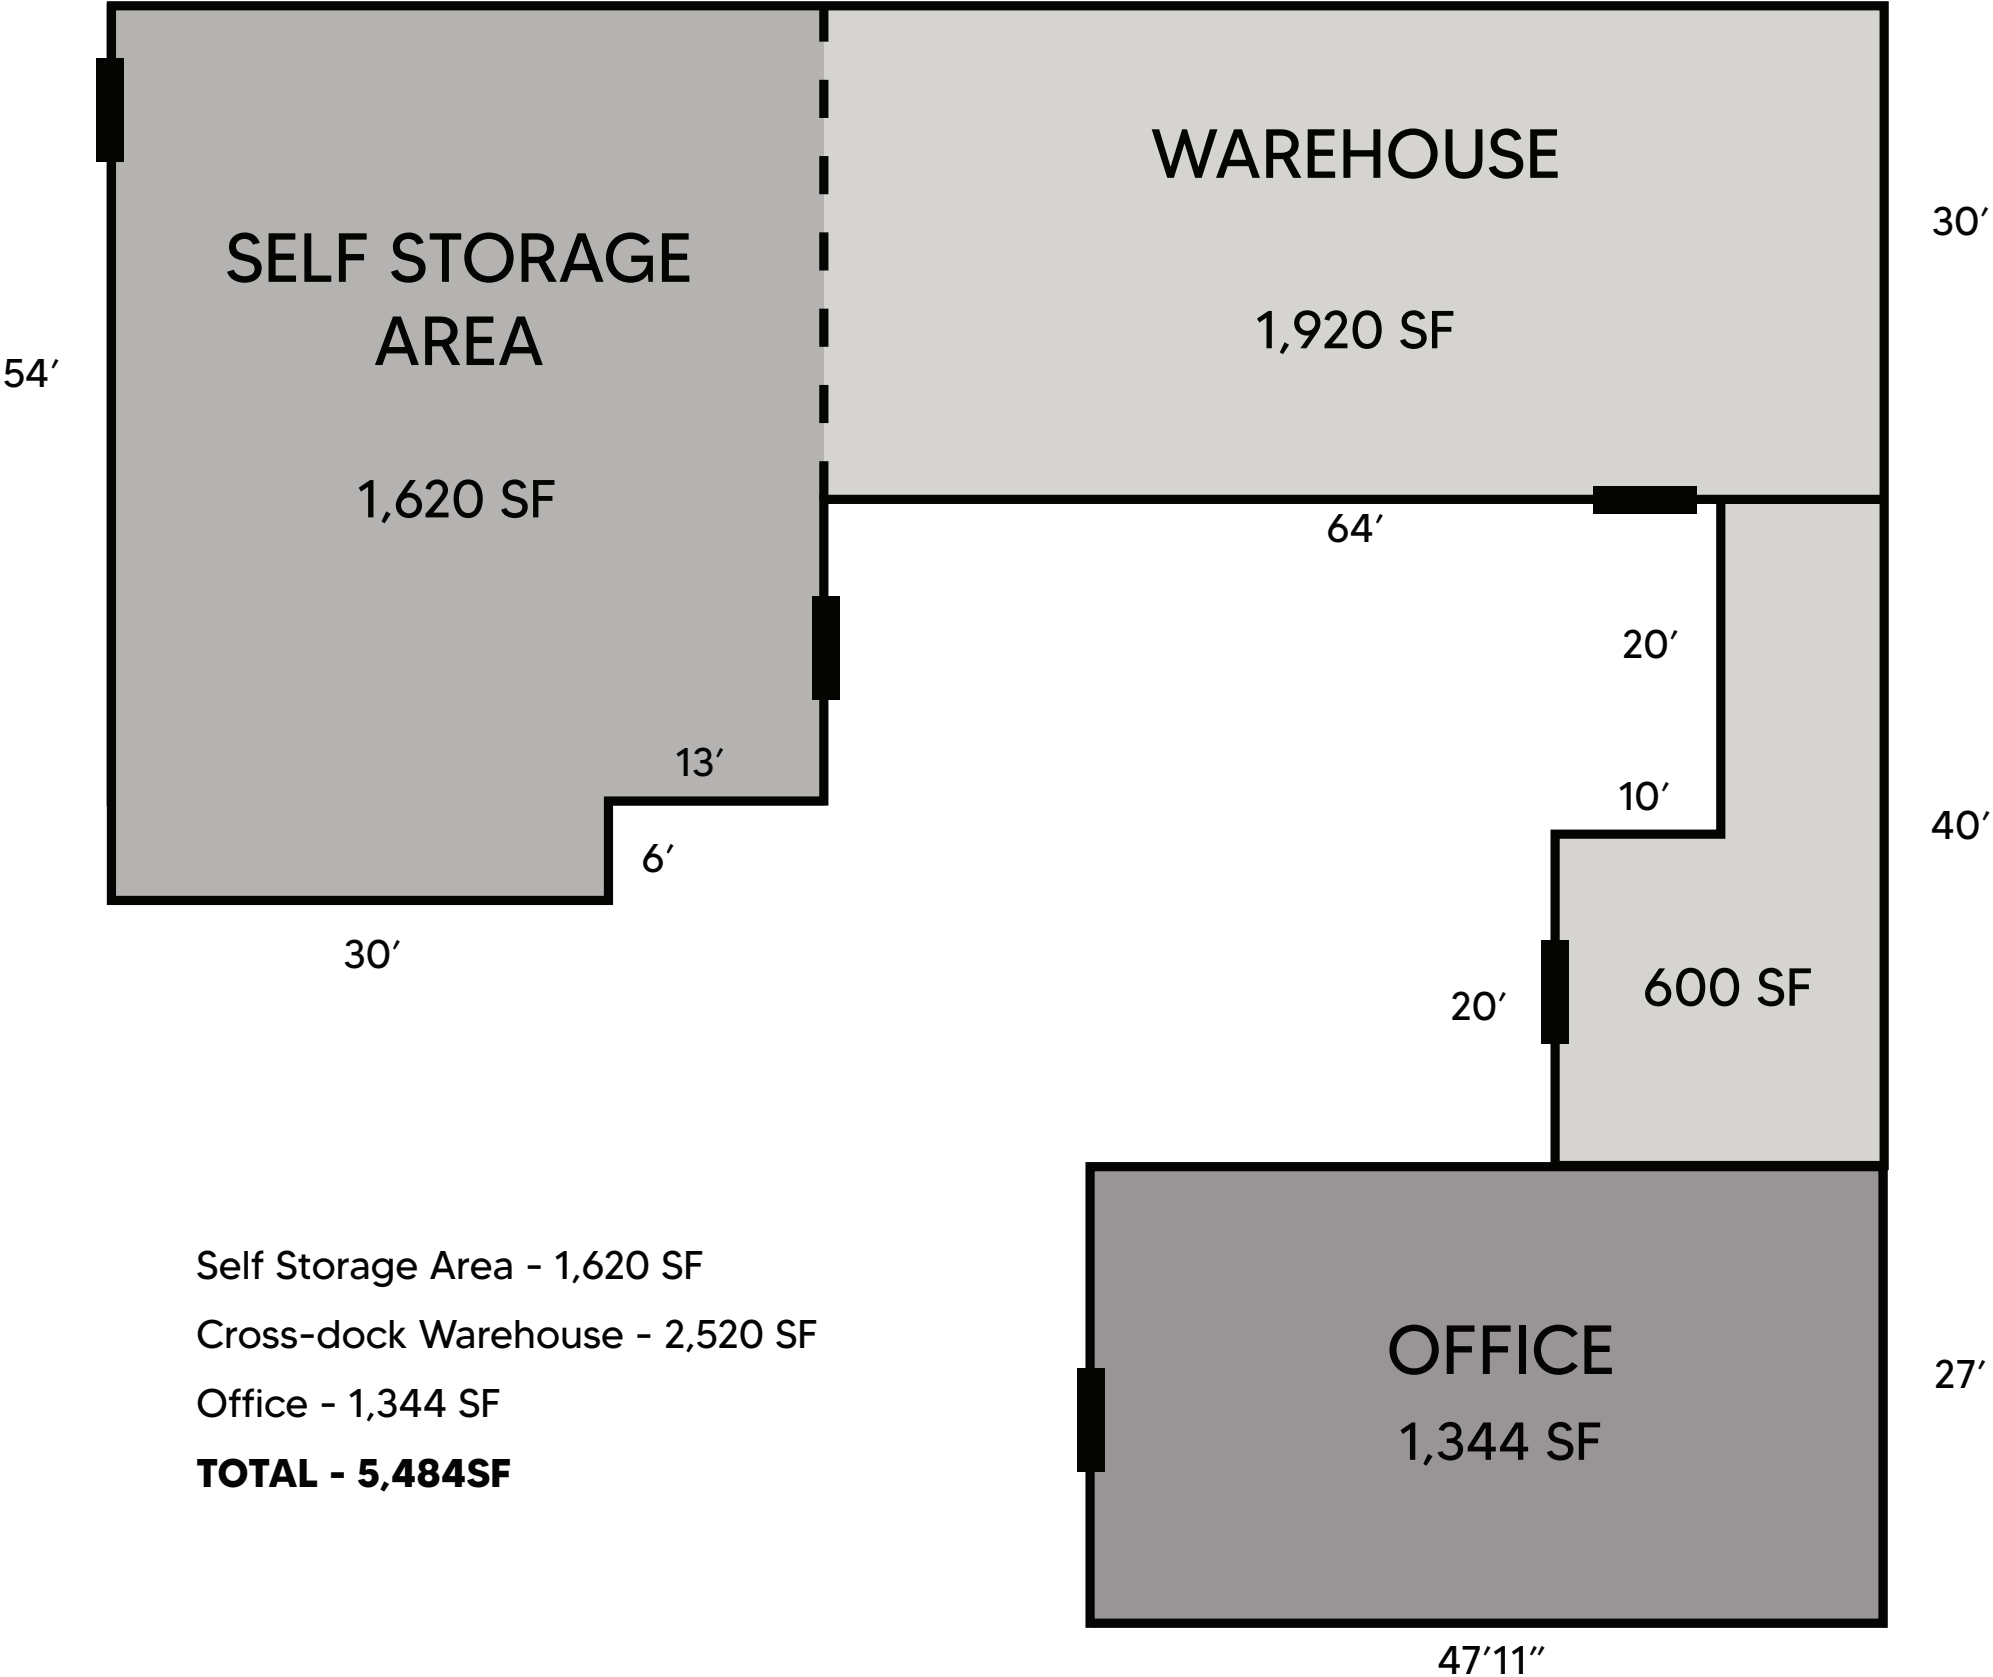 WAREHOUSE
30′
SELF STORAGE
AREA
1,920 SF
54′
1,620 SF
64′
20′
13′
10′
40′
6′
30′
600 SF
20′
Self Storage Area - 1,620 SF
Cross-dock Warehouse - 2,520 SF
Office - 1,344 SF
TOTAL - 5,484SF
OFFICE
27′
1,344 SF
47′11″